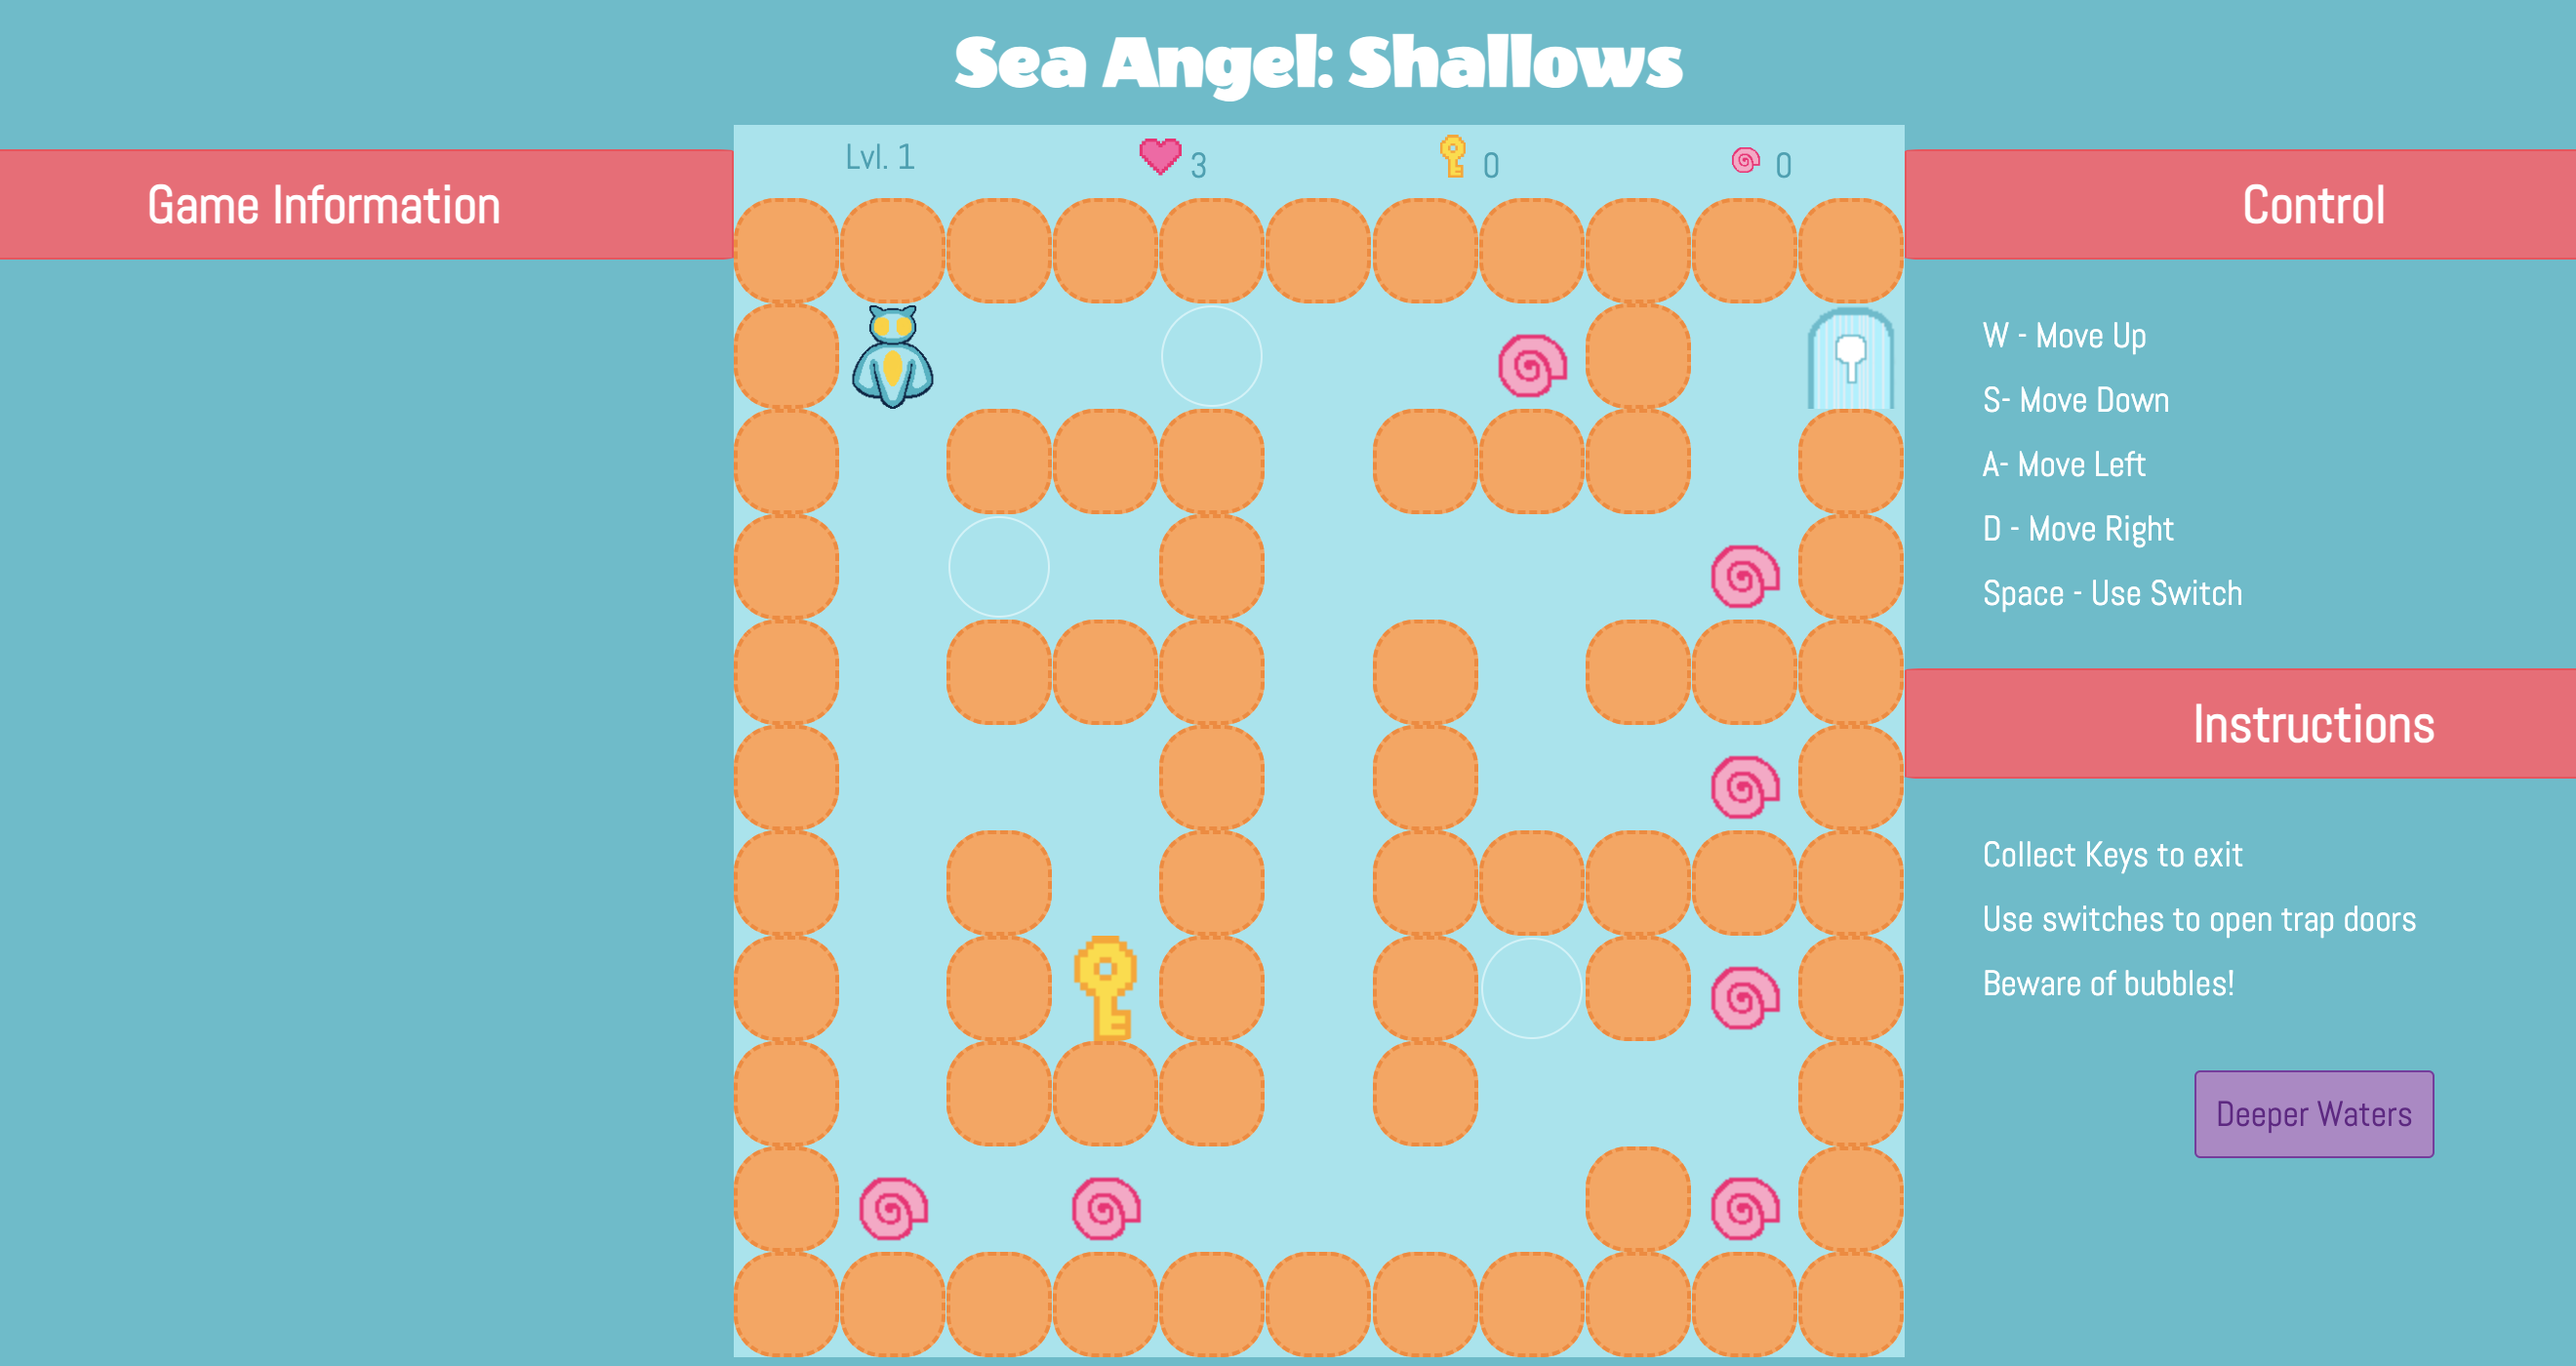 Sea Angel: Shallows
Lvl. 1
3
0
0
Game Information
Control
W - Move Up
S- Move Down
A- Move Left
D - Move Right
Space - Use Switch
Instructions
Collect Keys to exit
Use switches to open trap doors
Beware of bubbles!
Deeper Waters